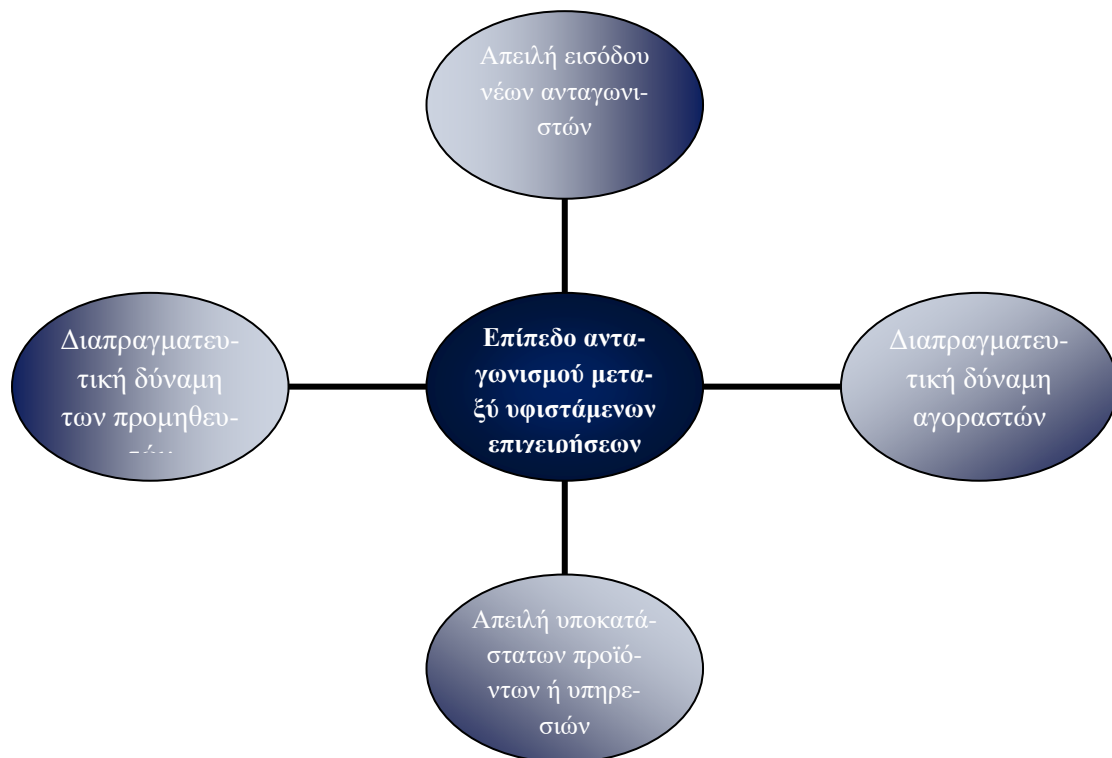 Απειλή εισόδου
νέων ανταγωνι-
στών
Διαπραγματευ-
τική δύναμη
των προμηθευ-
Επίπεδο αντα-
γωνισμού μετα-
ξύ υφιστάμενων
επιχειρήσεων
Διαπραγματευ-
τική δύναμη
αγοραστών
Απειλή υποκατά-
στατων προϊό-
ντων ή υπηρε-
σιών